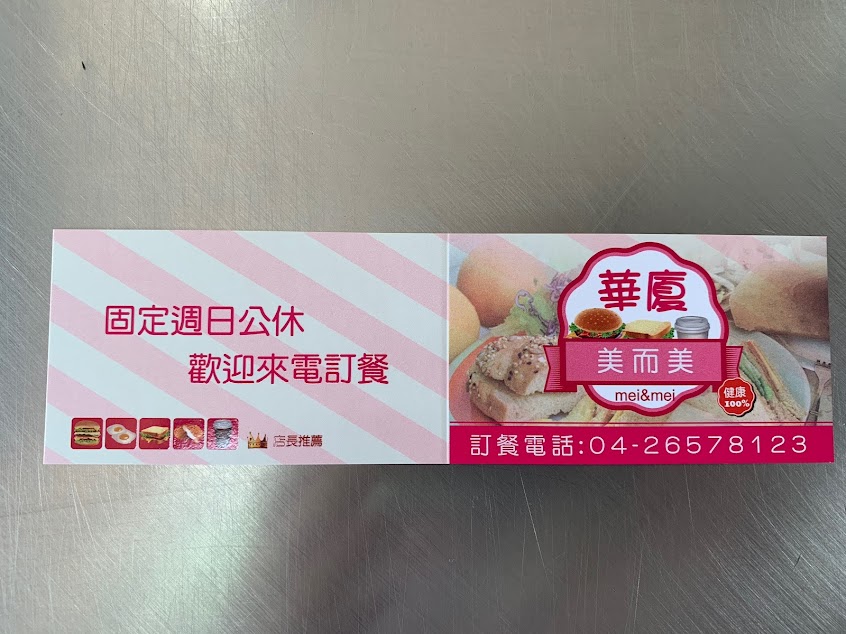 固定週日公休
歡迎來電訂餐
店長推薦
華廈
美而美
mei&mei
健康
100%
訂餐電話:04-26578123